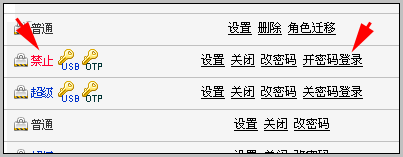 普通 设置 删除 角色迁移
禁止 USB OTP 设置 关闭 改密码 开密码登录
超级 USB OTP 设置 关闭 改密码 关密码登录
普通 设置 关闭 改密码